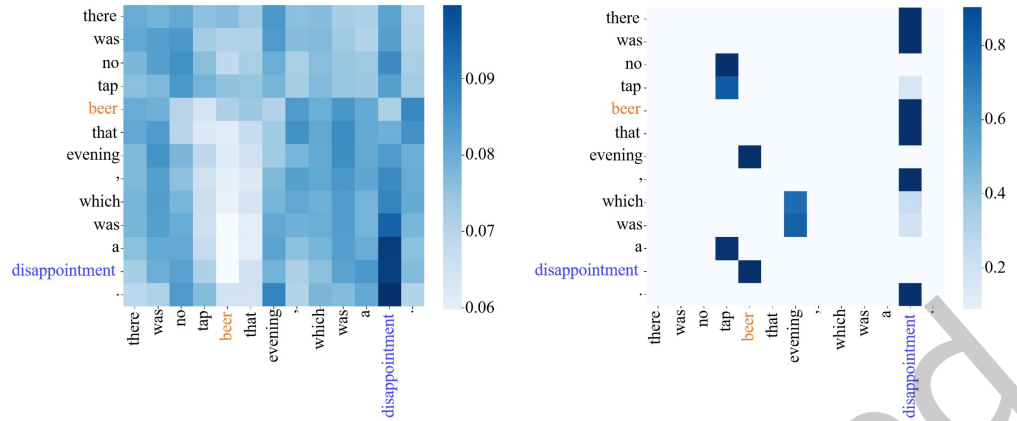 there
was
no
tap
beer
that
evening
,
which
was
a
disappointment
.
there
was
no
tap
beer
that
evening
,
which
was
a
disappointment
.
0.09
0.08
0.07
0.06
there
was
no
tap
beer
that
evening
,
which
was
a
disappointment
.
there
was
no
tap
beer
that
evening
,
which
was
a
disappointment
.
0.8
0.6
0.4
0.2